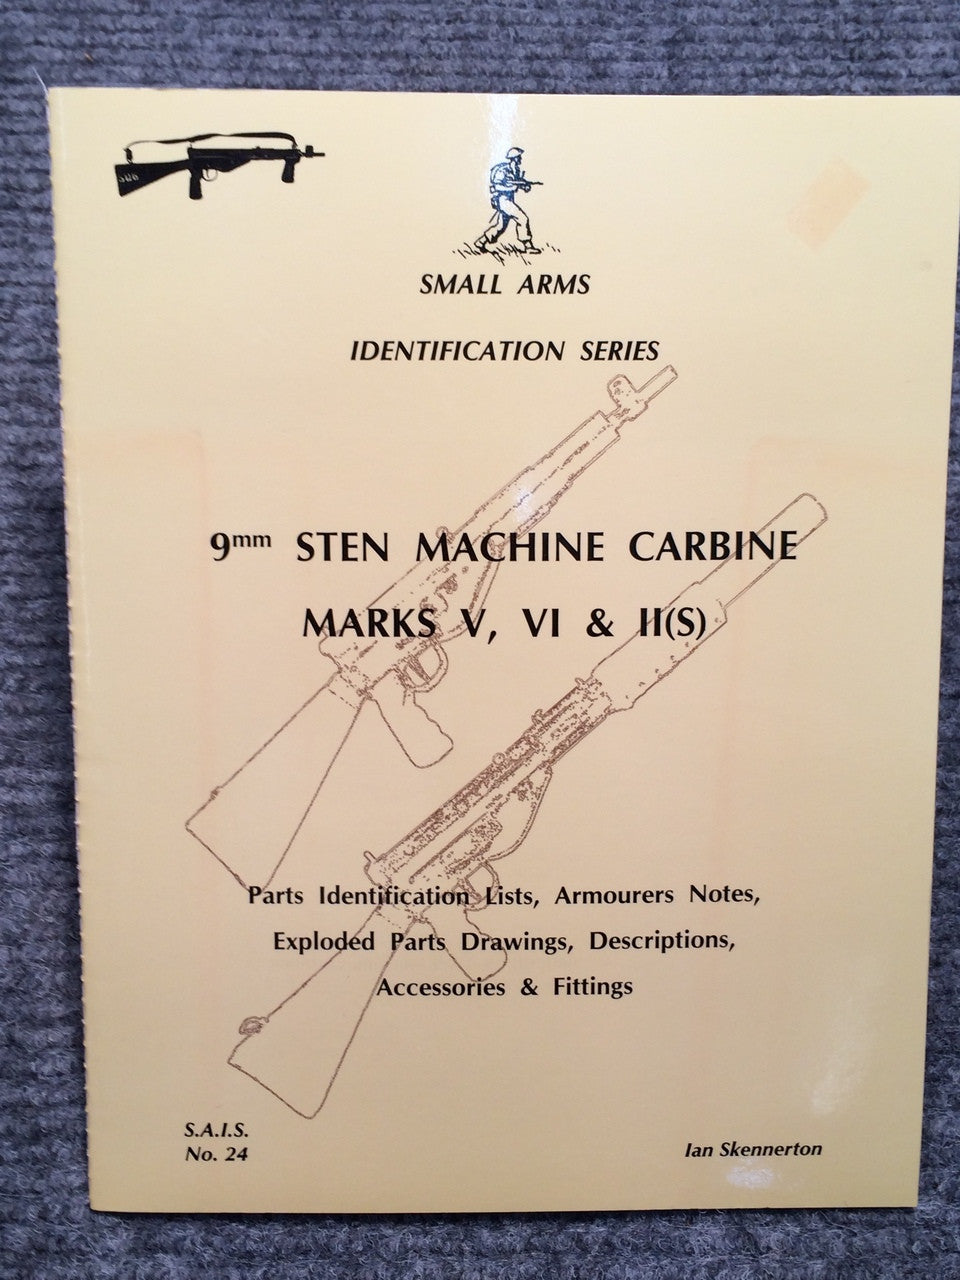 SMALL ARMS
IDENTIFICATION SERIES
9mm STEN MACHINE CARBINE
MARKS V, VI & II(S)
Parts Identification Lists, Armourers Notes,
Exploded Parts Drawings, Descriptions,
Accessories & Fittings
S.A.I.S.
No. 24
Ian Skennerton